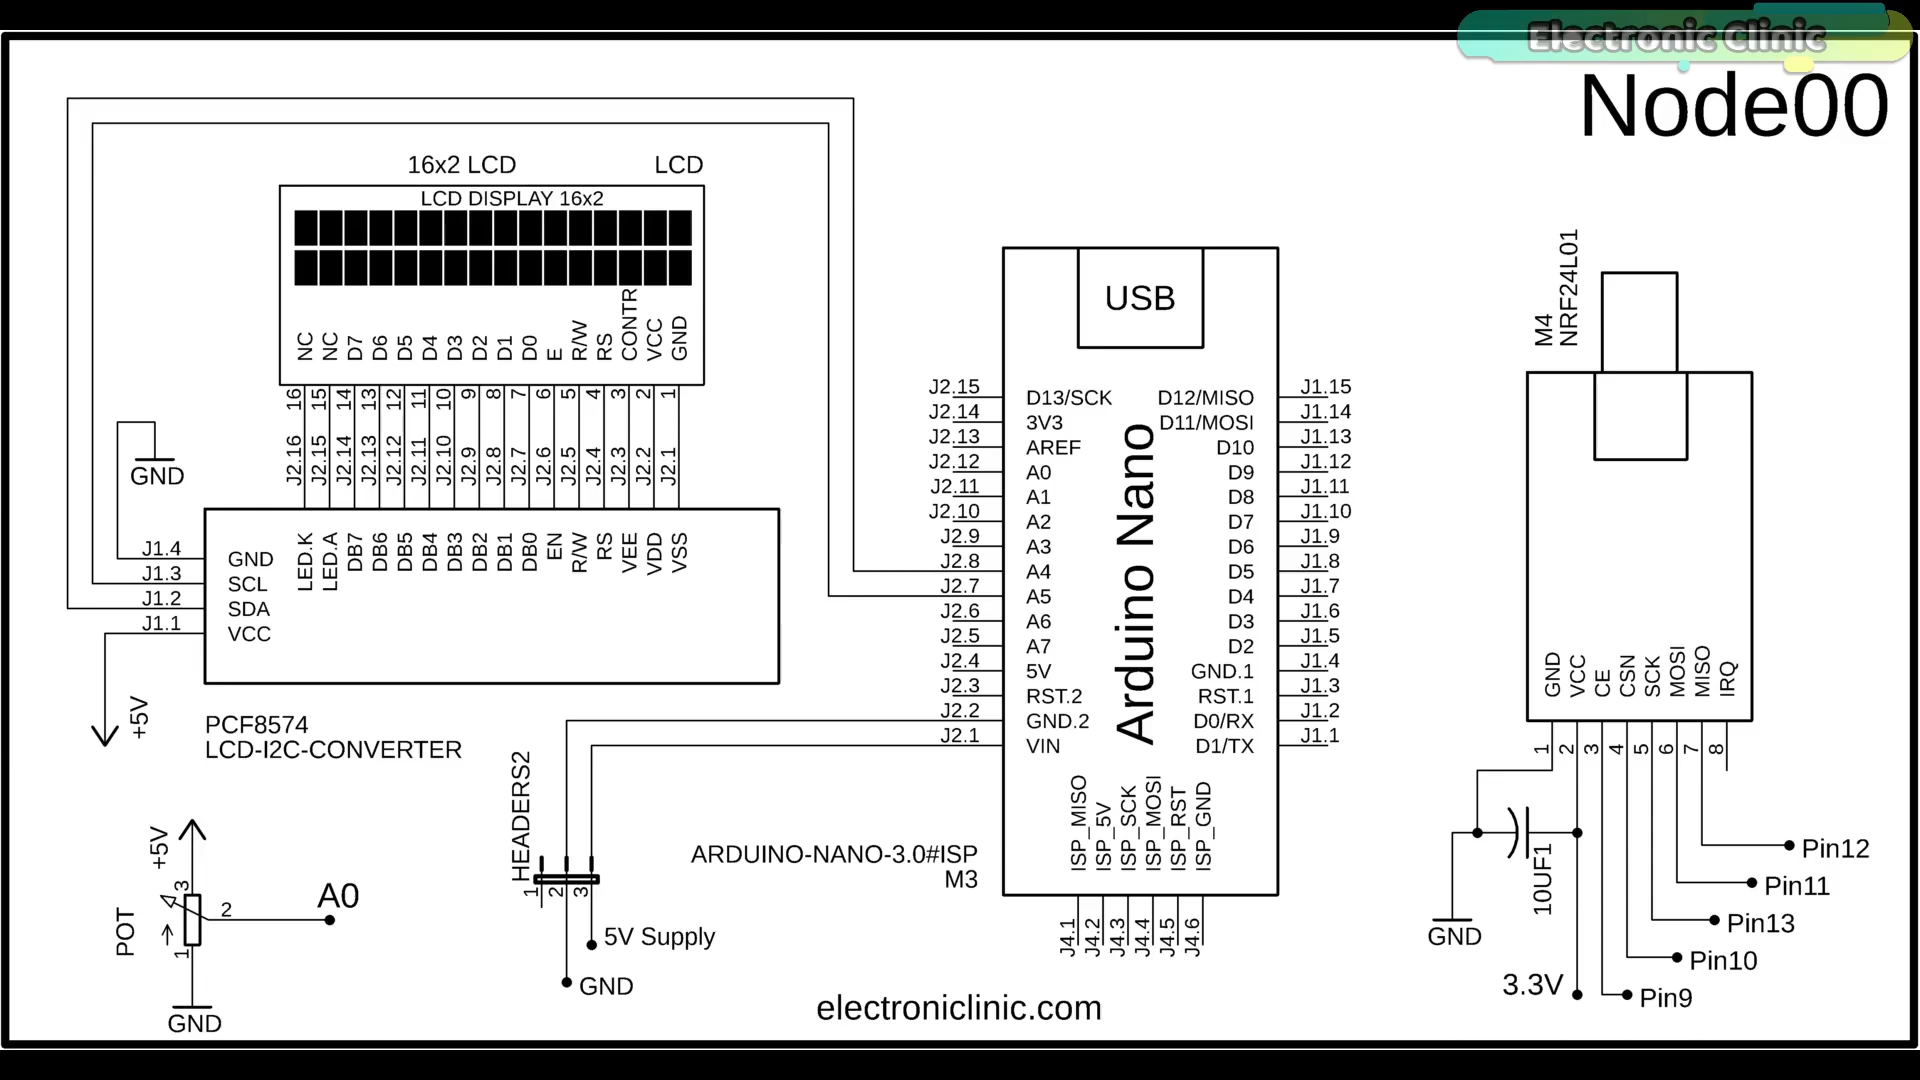 Electronic Clinic
Node00
16x2 LCD
LCD
LCD DISPLAY 16x2
NC NC D7 D6 D5 D4 D3 D2 D1 D0 E R/W RS CONTR VCC GND
16 15 14 13 12 11 10 9 8 7 6 5 4 3 2 1
J2.16 J2.15 J2.14 J2.13 J2.12 J2.11 J2.10 J2.9 J2.8 J2.7 J2.6 J2.5 J2.4 J2.3 J2.2 J2.1
GND
LED.K LED.A DB7 DB6 DB5 DB4 DB3 DB2 DB1 DB0 EN R/W RS VEE VDD VSS
J1.4 GND
J1.3 SCL
J1.2 SDA
J1.1 VCC
+5V
PCF8574
LCD-I2C-CONVERTER
USB
Arduino Nano
J2.15 D13/SCK D12/MISO J1.15
J2.14 3V3 D11/MOSI J1.14
J2.13 AREF D10 J1.13
J2.12 A0 D9 J1.12
J2.11 A1 D8 J1.11
J2.10 A2 D7 J1.10
J2.9 A3 D6 J1.9
J2.8 A4 D5 J1.8
J2.7 A5 D4 J1.7
J2.6 A6 D3 J1.6
J2.5 A7 D2 J1.5
J2.4 5V GND.1 J1.4
J2.3 RST.2 RST.1 J1.3
J2.2 GND.2 D0/RX J1.2
J2.1 VIN D1/TX J1.1
ISP_MISO ISP_5V ISP_SCK ISP_MOSI ISP_RST ISP_GND
J4.1 J4.2 J4.3 J4.4 J4.5 J4.6
ARDUINO-NANO-3.0#ISP
M3
HEADERS2
1 2 3
5V Supply
GND
+5V
3
POT
2
A0
1
GND
M4
NRF24L01
GND VCC CE CSN SCK MOSI MISO IRQ
1 2 3 4 5 6 7 8
10UF1
GND
3.3V
Pin12
Pin11
Pin13
Pin10
Pin9
electroniclinic.com